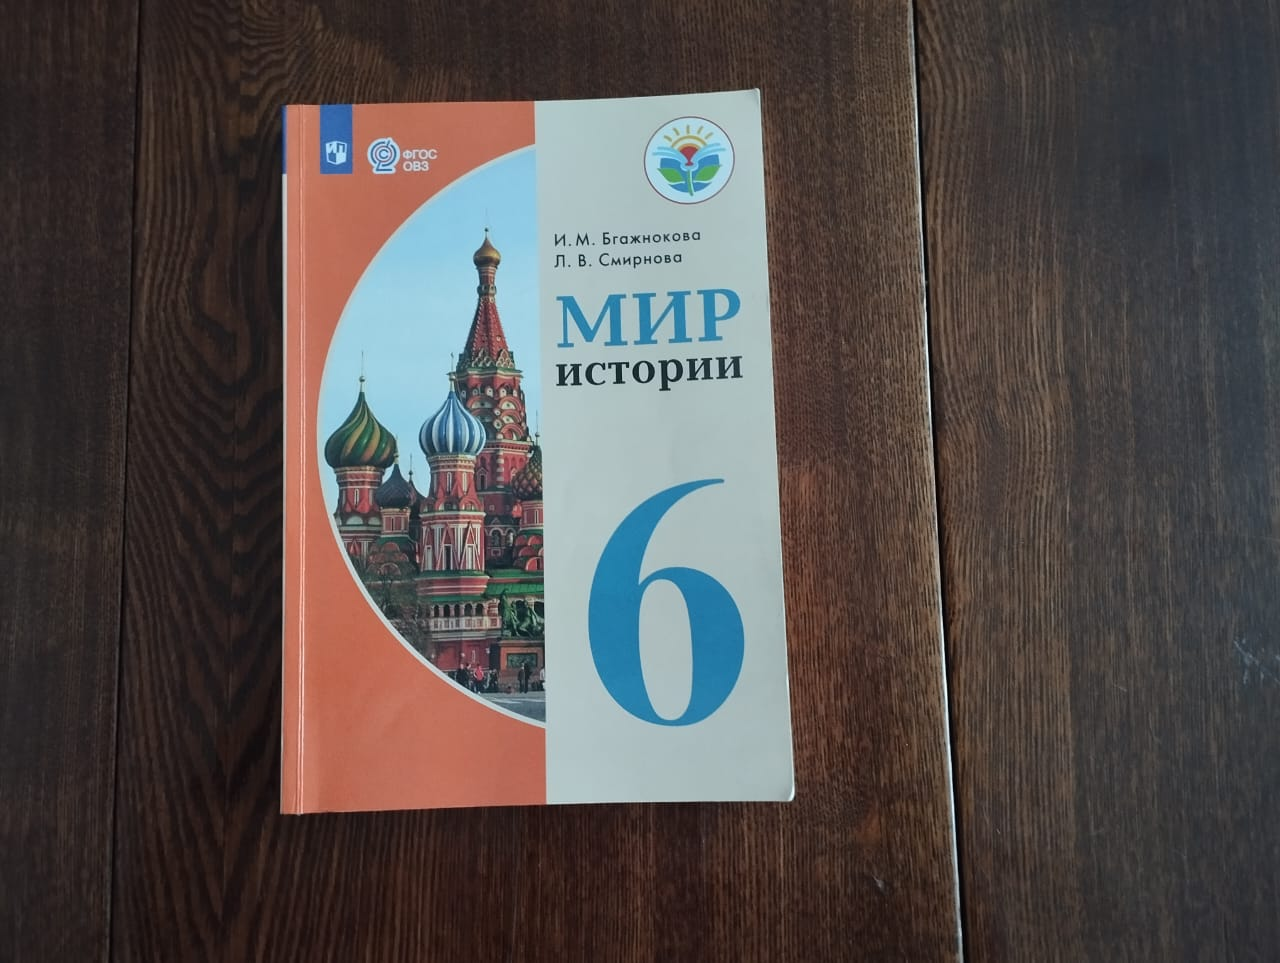 ФГОС
ОВЗ
И. М. Бгажнокова
Л. В. Смирнова
МИР
истории
6